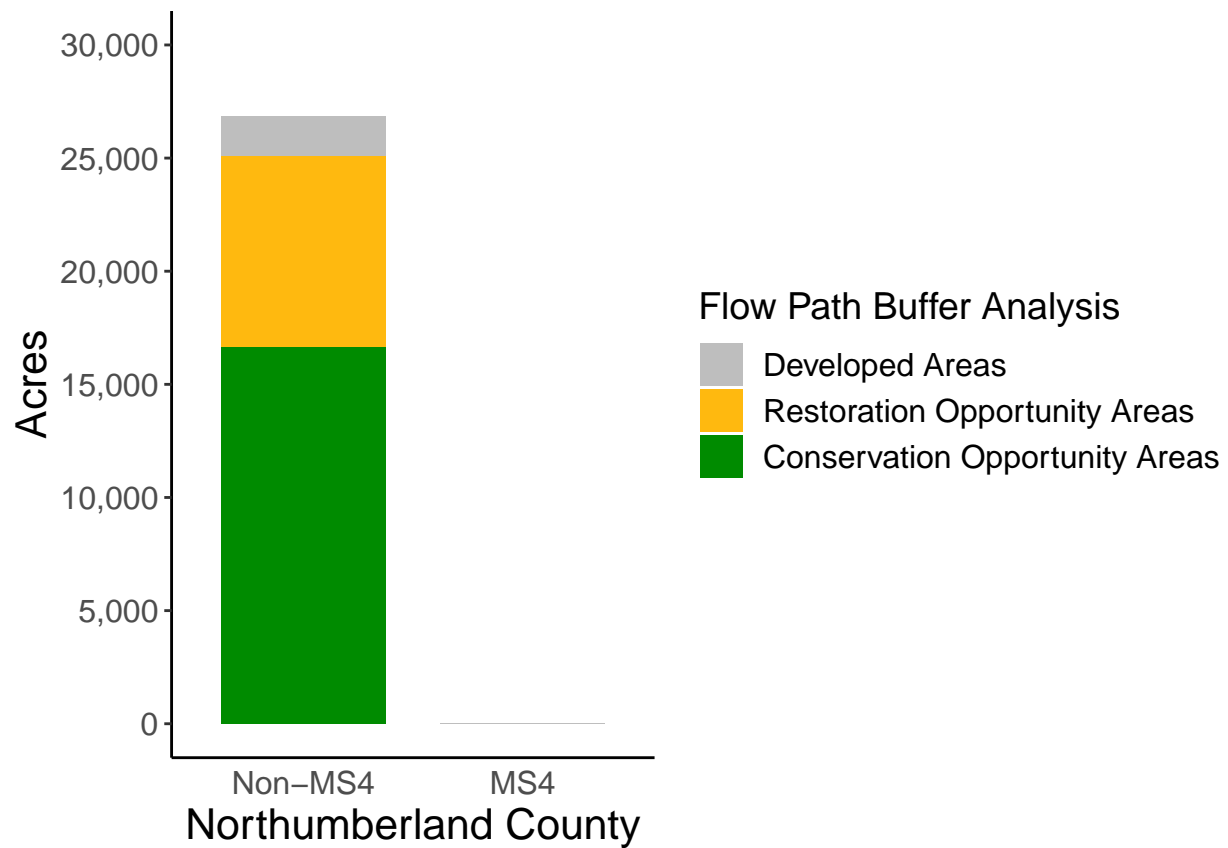 30,000
25,000
20,000
15,000
10,000
5,000
0
Acres
Non−MS4
MS4
Northumberland County
Flow Path Buffer Analysis
Developed Areas
Restoration Opportunity Areas
Conservation Opportunity Areas